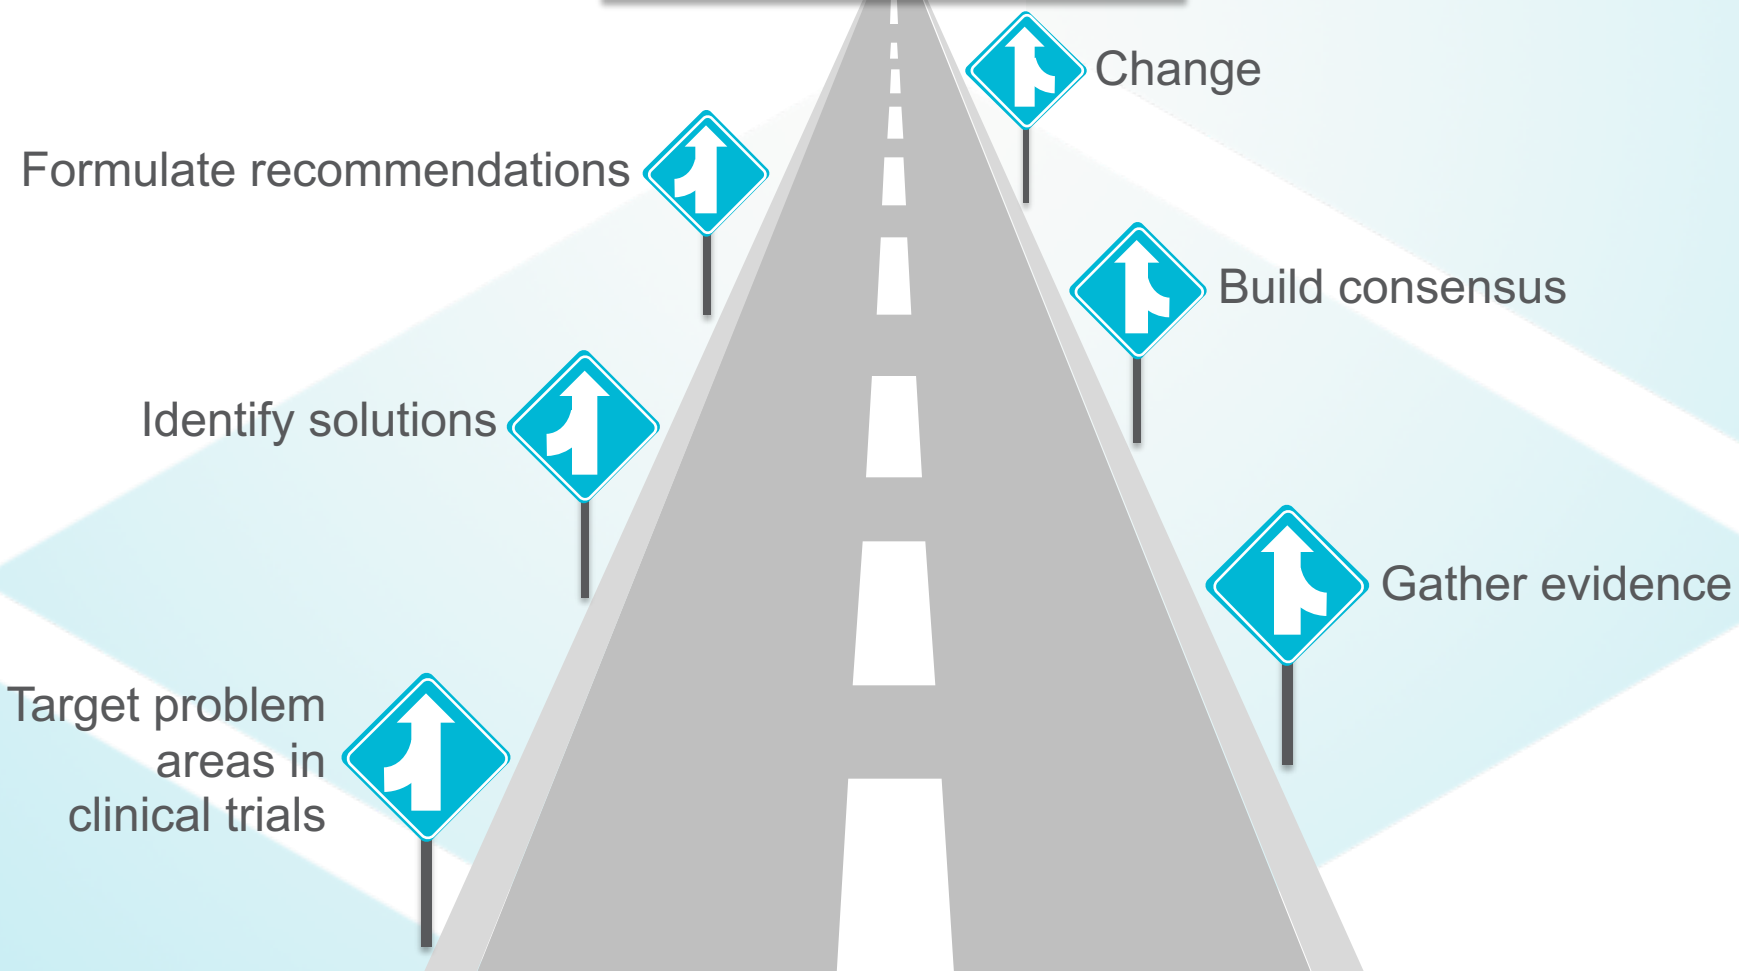 Change
Formulate recommendations
Build consensus
Identify solutions
Gather evidence
Target problem
areas in
clinical trials